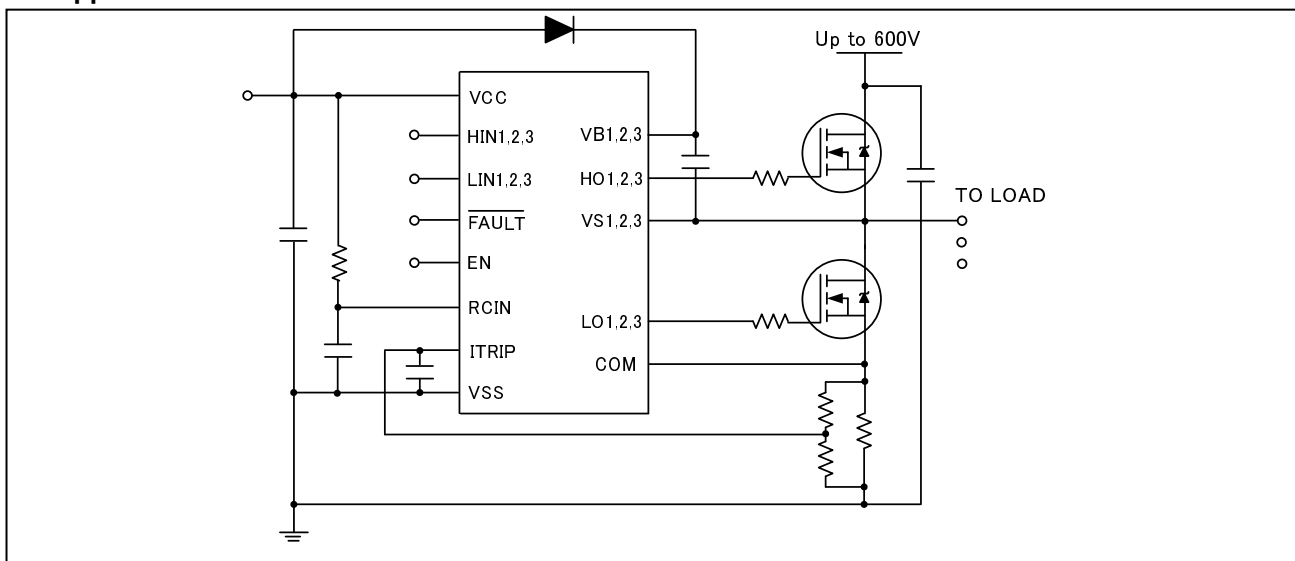 Up to 600V
VCC
HIN1,2,3
LIN1,2,3
FAULT
EN
RCIN
ITRIP
VSS
VB1,2,3
HO1,2,3
VS1,2,3
LO1,2,3
COM
TO LOAD